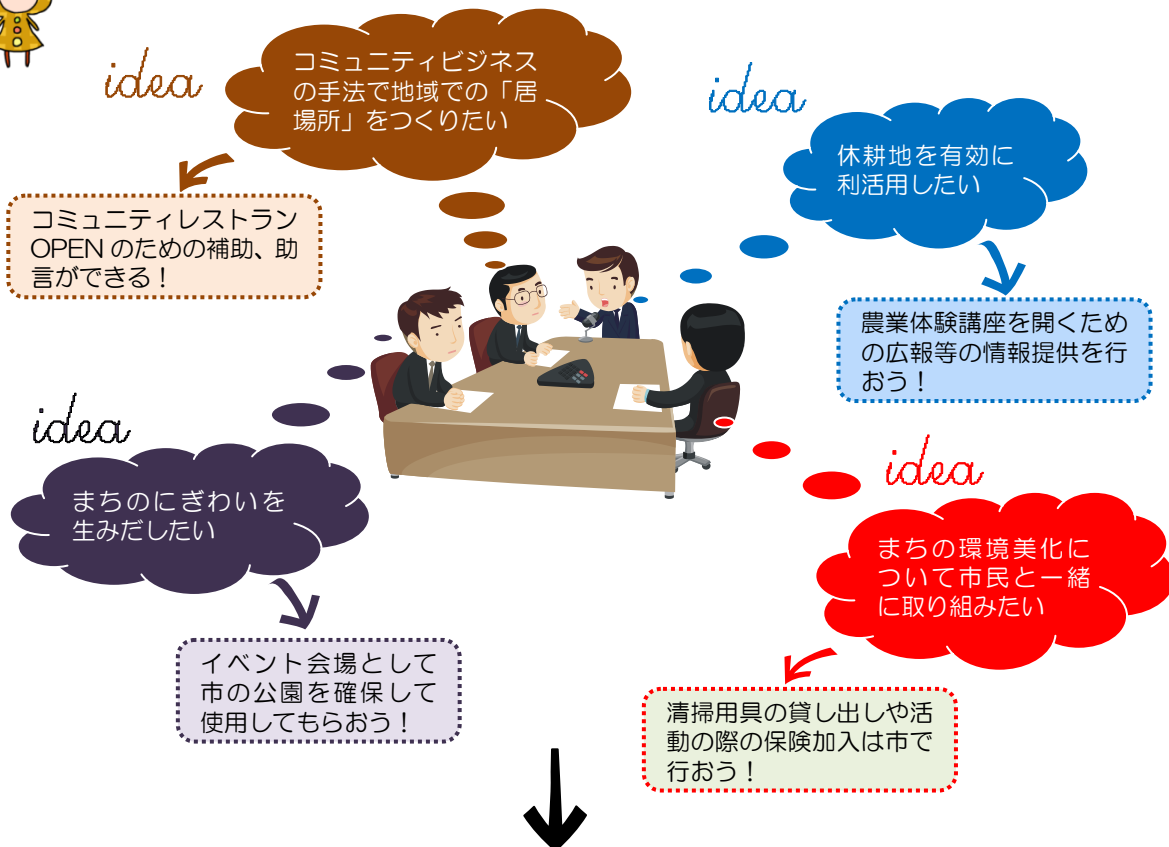 idea
コミュニティビジネス
の手法で地域での「居
場所」をつくりたい
コミュニティレストラン
OPEN のための補助、助
言ができる！
idea
休耕地を有効に
利活用したい
農業体験講座を開くため
の広報等の情報提供を行
おう！
idea
まちのにぎわいを
生みだしたい
イベント会場として
市の公園を確保して
使用してもらおう！
idea
まちの環境美化に
ついて市民と一緒
に取り組みたい
清掃用具の貸し出しや活
動の際の保険加入は市で
行おう！